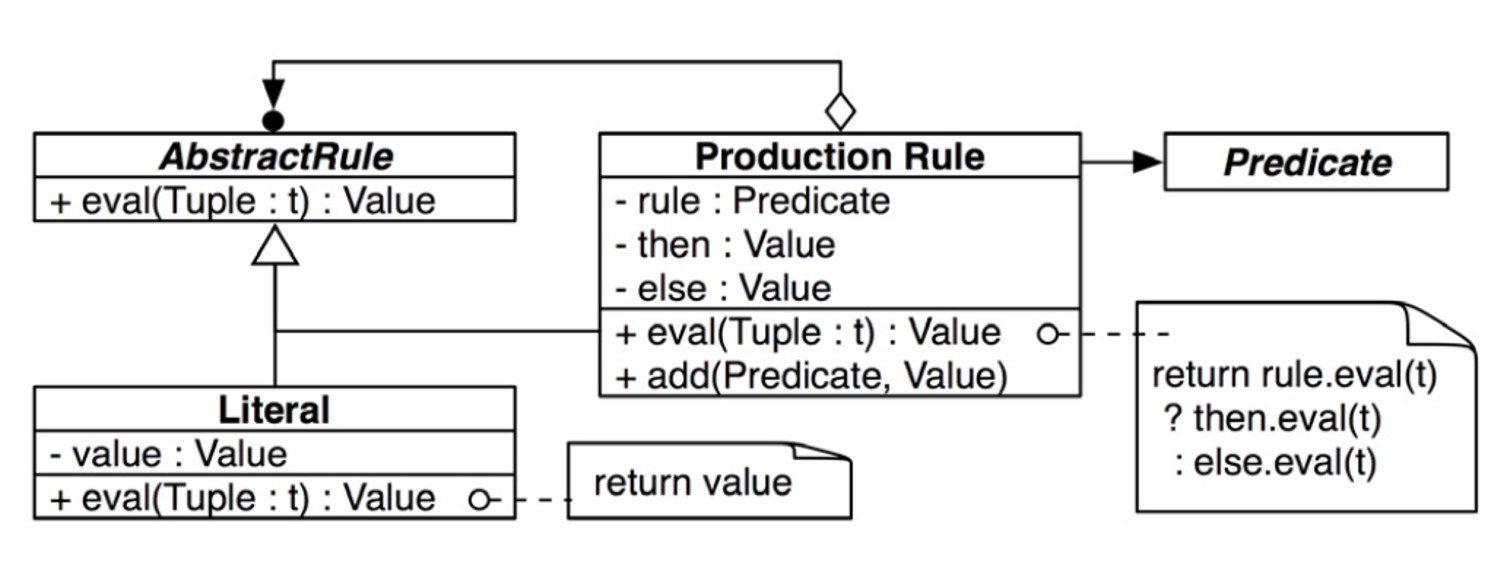 AbstractRule
+ eval(Tuple : t) : Value
Production Rule
- rule : Predicate
- then : Value
- else : Value
+ eval(Tuple : t) : Value
+ add(Predicate, Value)
Predicate
return rule.eval(t)
? then.eval(t)
: else.eval(t)
Literal
- value : Value
+ eval(Tuple : t) : Value
return value